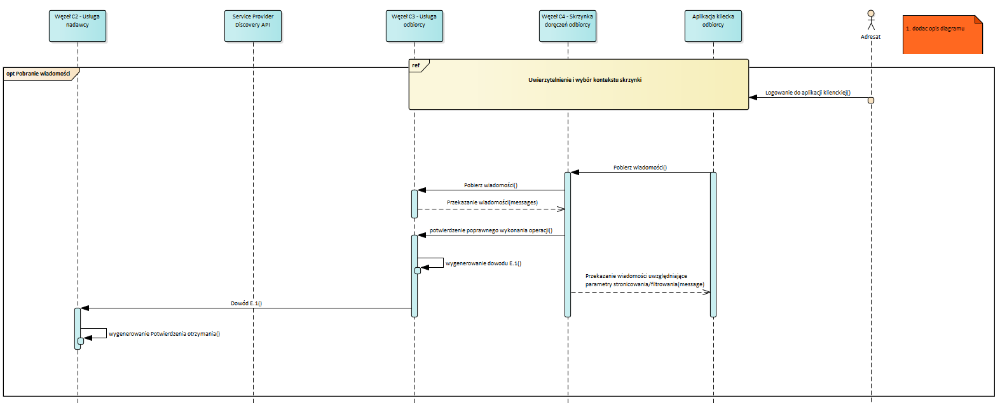 Węzeł C2 - Usługa
nadawcy
Service Provider
Discovery API
Węzeł C3 - Usługa
odbiorcy
Węzeł C4 - Skrzynka
doręczeń odbiorcy
Aplikacja kliecka
odbiorcy
Adresat
1. dodac opis diagramu
opt Pobranie wiadomości
ref
Uwierzytelnienie i wybór kontekstu skrzynki
Logowanie do aplikacji klienckiej()
Pobierz wiadomości()
Pobierz wiadomości()
Przekazanie wiadomości(messages)
potwierdzenie poprawnego wykonania operacji()
wygenerowanie dowodu E.1()
Przekazanie wiadomości uwzględniające
parametry stronicowania/filtrowania(message)
Dowód E.1()
wygenerowanie Potwierdzenia otrzymania()